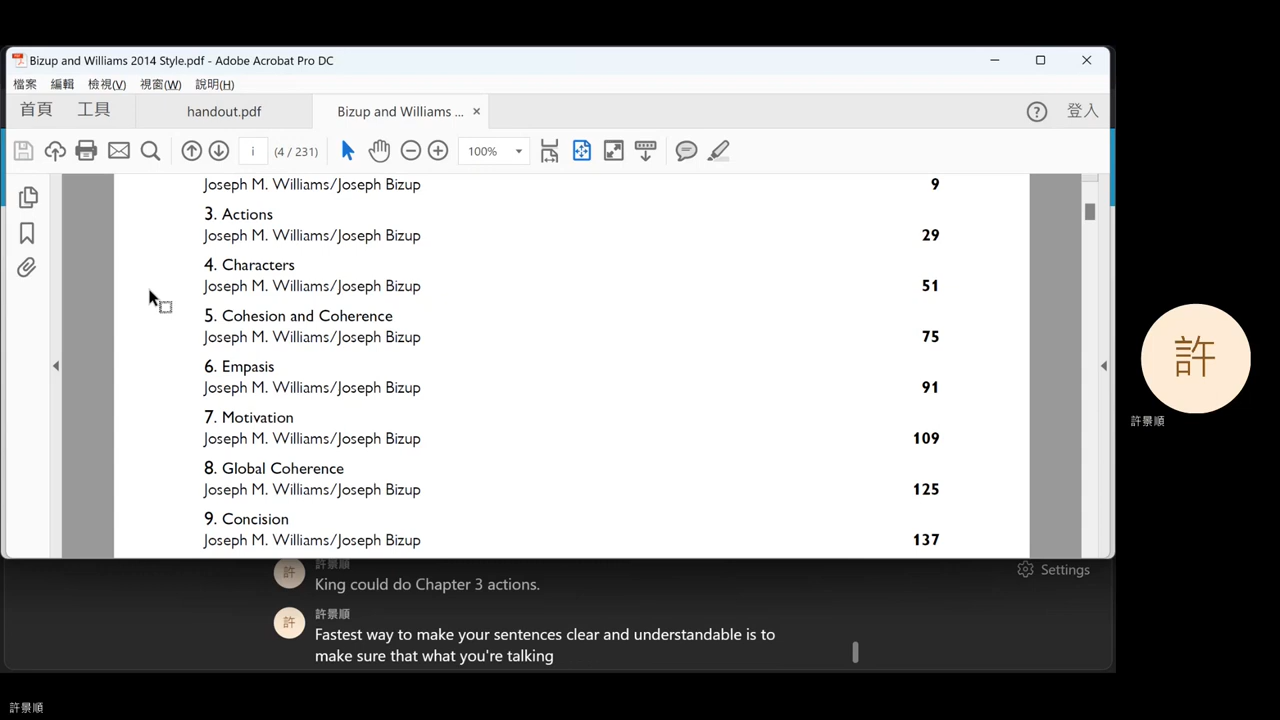 Bizup and Williams 2014 Style.pdf - Adobe Acrobat Pro DC
檔案 編輯 檢視(V) 視窗(W) 說明(H)
首頁 工具 handout.pdf Bizup and Williams ... × 登入
i (4 / 231) 100%
Joseph M. Williams/Joseph Bizup 9
3. Actions
Joseph M. Williams/Joseph Bizup 29
4. Characters
Joseph M. Williams/Joseph Bizup 51
5. Cohesion and Coherence
Joseph M. Williams/Joseph Bizup 75
6. Empasis
Joseph M. Williams/Joseph Bizup 91
7. Motivation
Joseph M. Williams/Joseph Bizup 109
8. Global Coherence
Joseph M. Williams/Joseph Bizup 125
9. Concision
Joseph M. Williams/Joseph Bizup 137
許
許景順
許 許景順
King could do Chapter 3 actions.
Settings
許 許景順
Fastest way to make your sentences clear and understandable is to
make sure that what you're talking
許景順